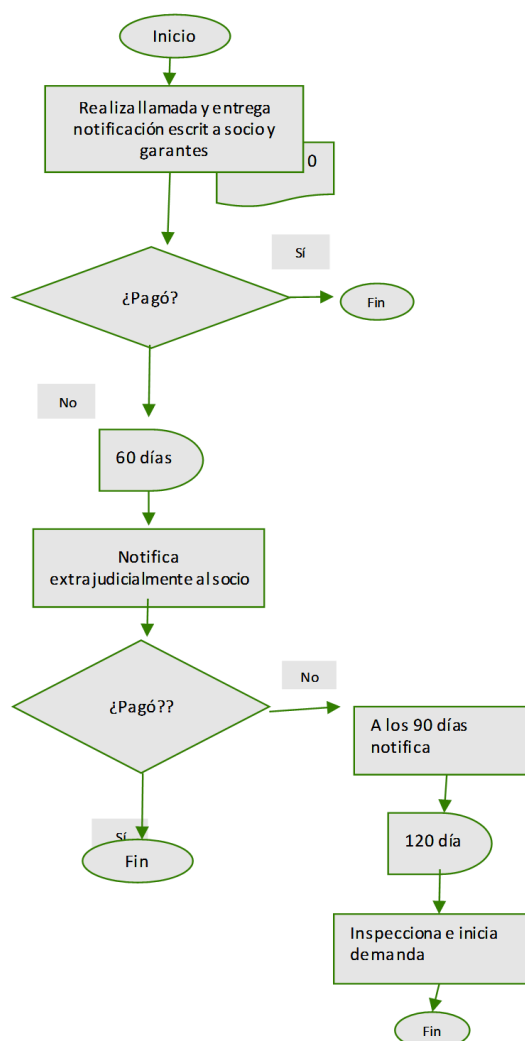 Inicio
Realiza llamada y entrega
notificación escrita socio y
garantes
0
Sí
¿Pagó?
Fin
No
60 días
Notifica
extrajudicialmente al socio
¿Pagó??
No
A los 90 días
notifica
Sí
Fin
120 día
Inspecciona e inicia
demanda
Fin